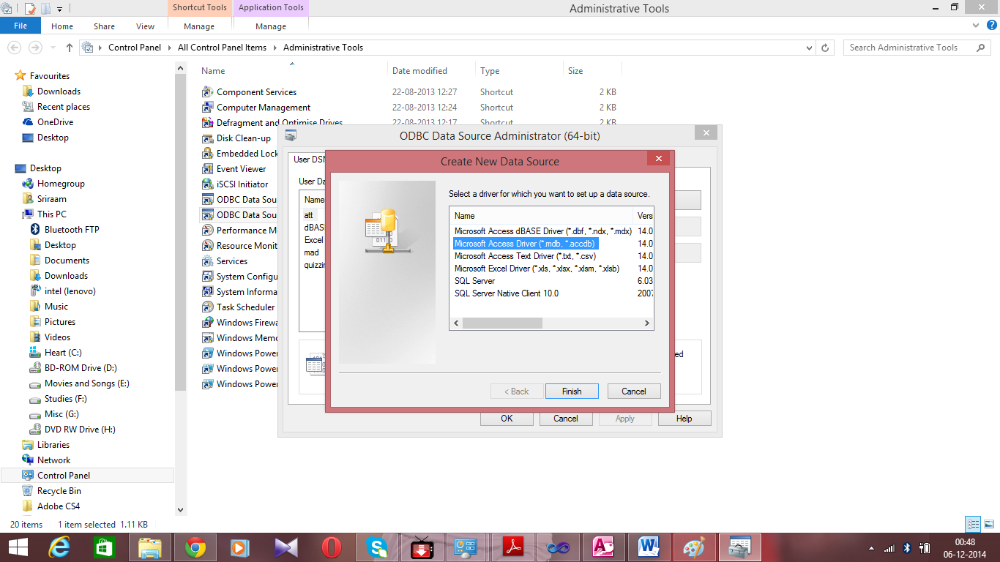 Shortcut Tools Application Tools Administrative Tools
File Home Share View Manage Manage
Control Panel All Control Panel Items Administrative Tools Search Administrative Tools
Favourites
Downloads
Recent places
OneDrive
Desktop
Desktop
Homegroup
Sriraam
This PC
Bluetooth FTP
Desktop
Documents
Downloads
intel (lenovo)
Music
Pictures
Videos
Heart (C:)
BD-ROM Drive (D:)
Movies and Songs (E:)
Studies (F:)
Misc (G:)
DVD RW Drive (H:)
Libraries
Network
Control Panel
Recycle Bin
Adobe CS4
Name Date modified Type Size
Component Services 22-08-2013 12:27 Shortcut 2 KB
Computer Management 22-08-2013 12:24 Shortcut 2 KB
Defragment and Optimise Drives 22-08-2013 12:17 Shortcut 2 KB
Disk Clean-up
Embedded Lock
Event Viewer
iSCSI Initiator
ODBC Data Sou
ODBC Data Sou
Performance M
Resource Monit
Services
System Configu
System Informa
Task Scheduler
Windows Firewa
Windows Memo
Windows Power
Windows Power
Windows Power
ODBC Data Source Administrator (64-bit)
User DSN
User Da
Name
att
dBAS
Excel
mad
quizzin
ed
OK Cancel Apply Help
Create New Data Source
Select a driver for which you want to set up a data source.
Name Vers
Microsoft Access dBASE Driver (*.dbf, *.ndx, *.mdx) 14.0
Microsoft Access Driver (*.mdb, *.accdb) 14.0
Microsoft Access Text Driver (*.txt, *.csv) 14.0
Microsoft Excel Driver (*.xls, *.xlsx, *.xlsm, *.xlsb) 14.0
SQL Server 6.03
SQL Server Native Client 10.0 2007
< Back Finish Cancel
20 items 1 item selected 1.11 KB
00:48
06-12-2014